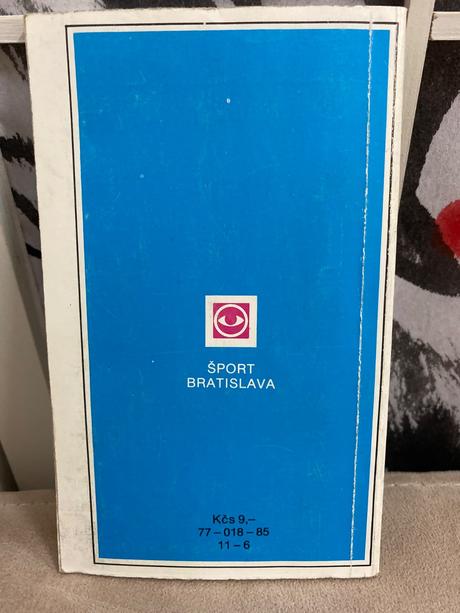 ŠPORT
BRATISLAVA
Kčs 9,–
77–018–85
11–6